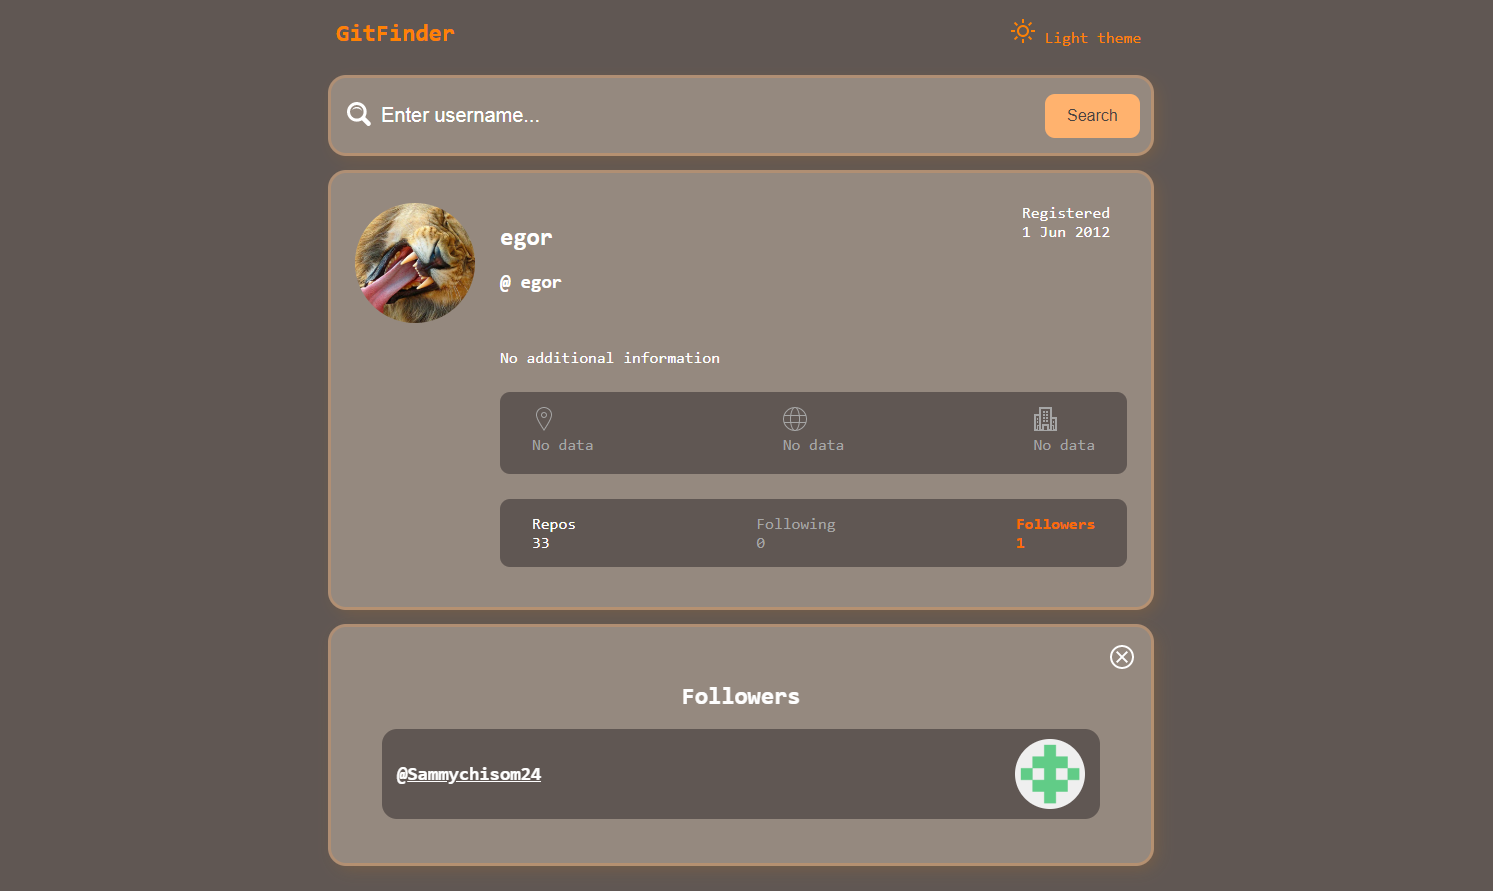 GitFinder
Light theme
Enter username...
Search
egor
@ egor
Registered
1 Jun 2012
No additional information
No data
No data
No data
Repos
33
Following
0
Followers
1
Followers
@Sammychisom24